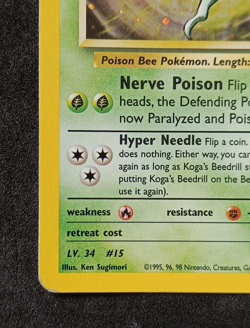 Poison Bee Pokémon. Length:
Nerve Poison Flip
heads, the Defending Po
now Paralyzed and Pois
Hyper Needle Flip a coin.
does nothing. Either way, you can
again as long as Koga's Beedrill st
putting Koga's Beedrill on the Be
use it again).
weakness resistance
retreat cost
LV. 34 #15
Illus. Ken Sugimori ©1995, 96, 98 Nintendo, Creatures, GA